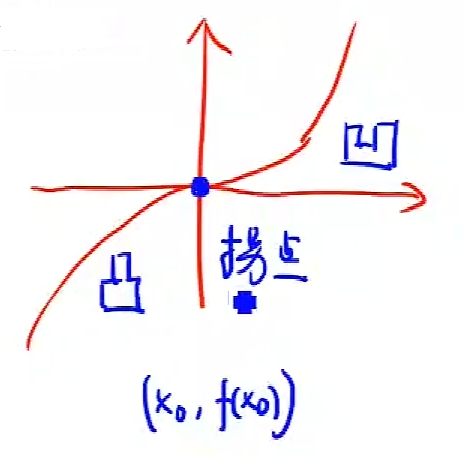 凹
凸
拐点
(x₀, f(x₀))